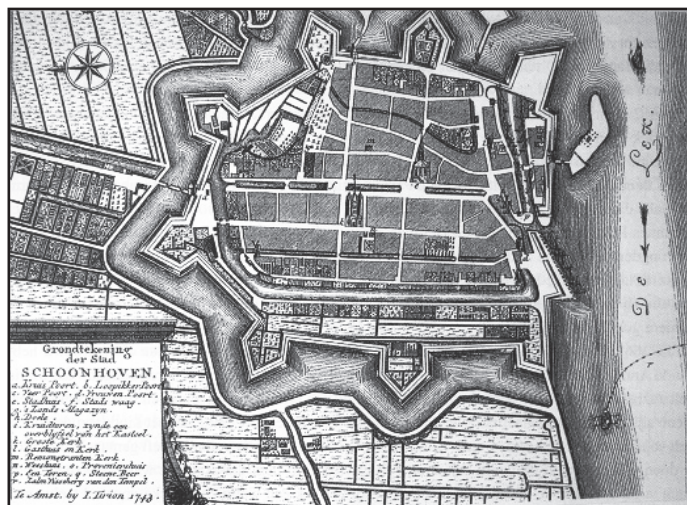 Grondtekening
der Stad
SCHOONHOVEN.
a. Kruis Poort. b. Loopikker Poort
c. Veer Poort. d. Vrouwen Poort.
e. Stadhuis. f. Stads waag.
g. 's Lands Magazyn.
h. Doele.
i. Kruidtoren, zynde een
overblyfsel van het Kasteel.
k. Groote Kerk.
l. Gasthuis en Kerk
m. Remonstranten Kerk.
n. Weeshuis. o. Proveniershuis
p. Een Toren. q. Steene Beer.
r. Zalm Visschery van den Tempel.
Te Amst. by I. Tirion 1743.
De Lek.